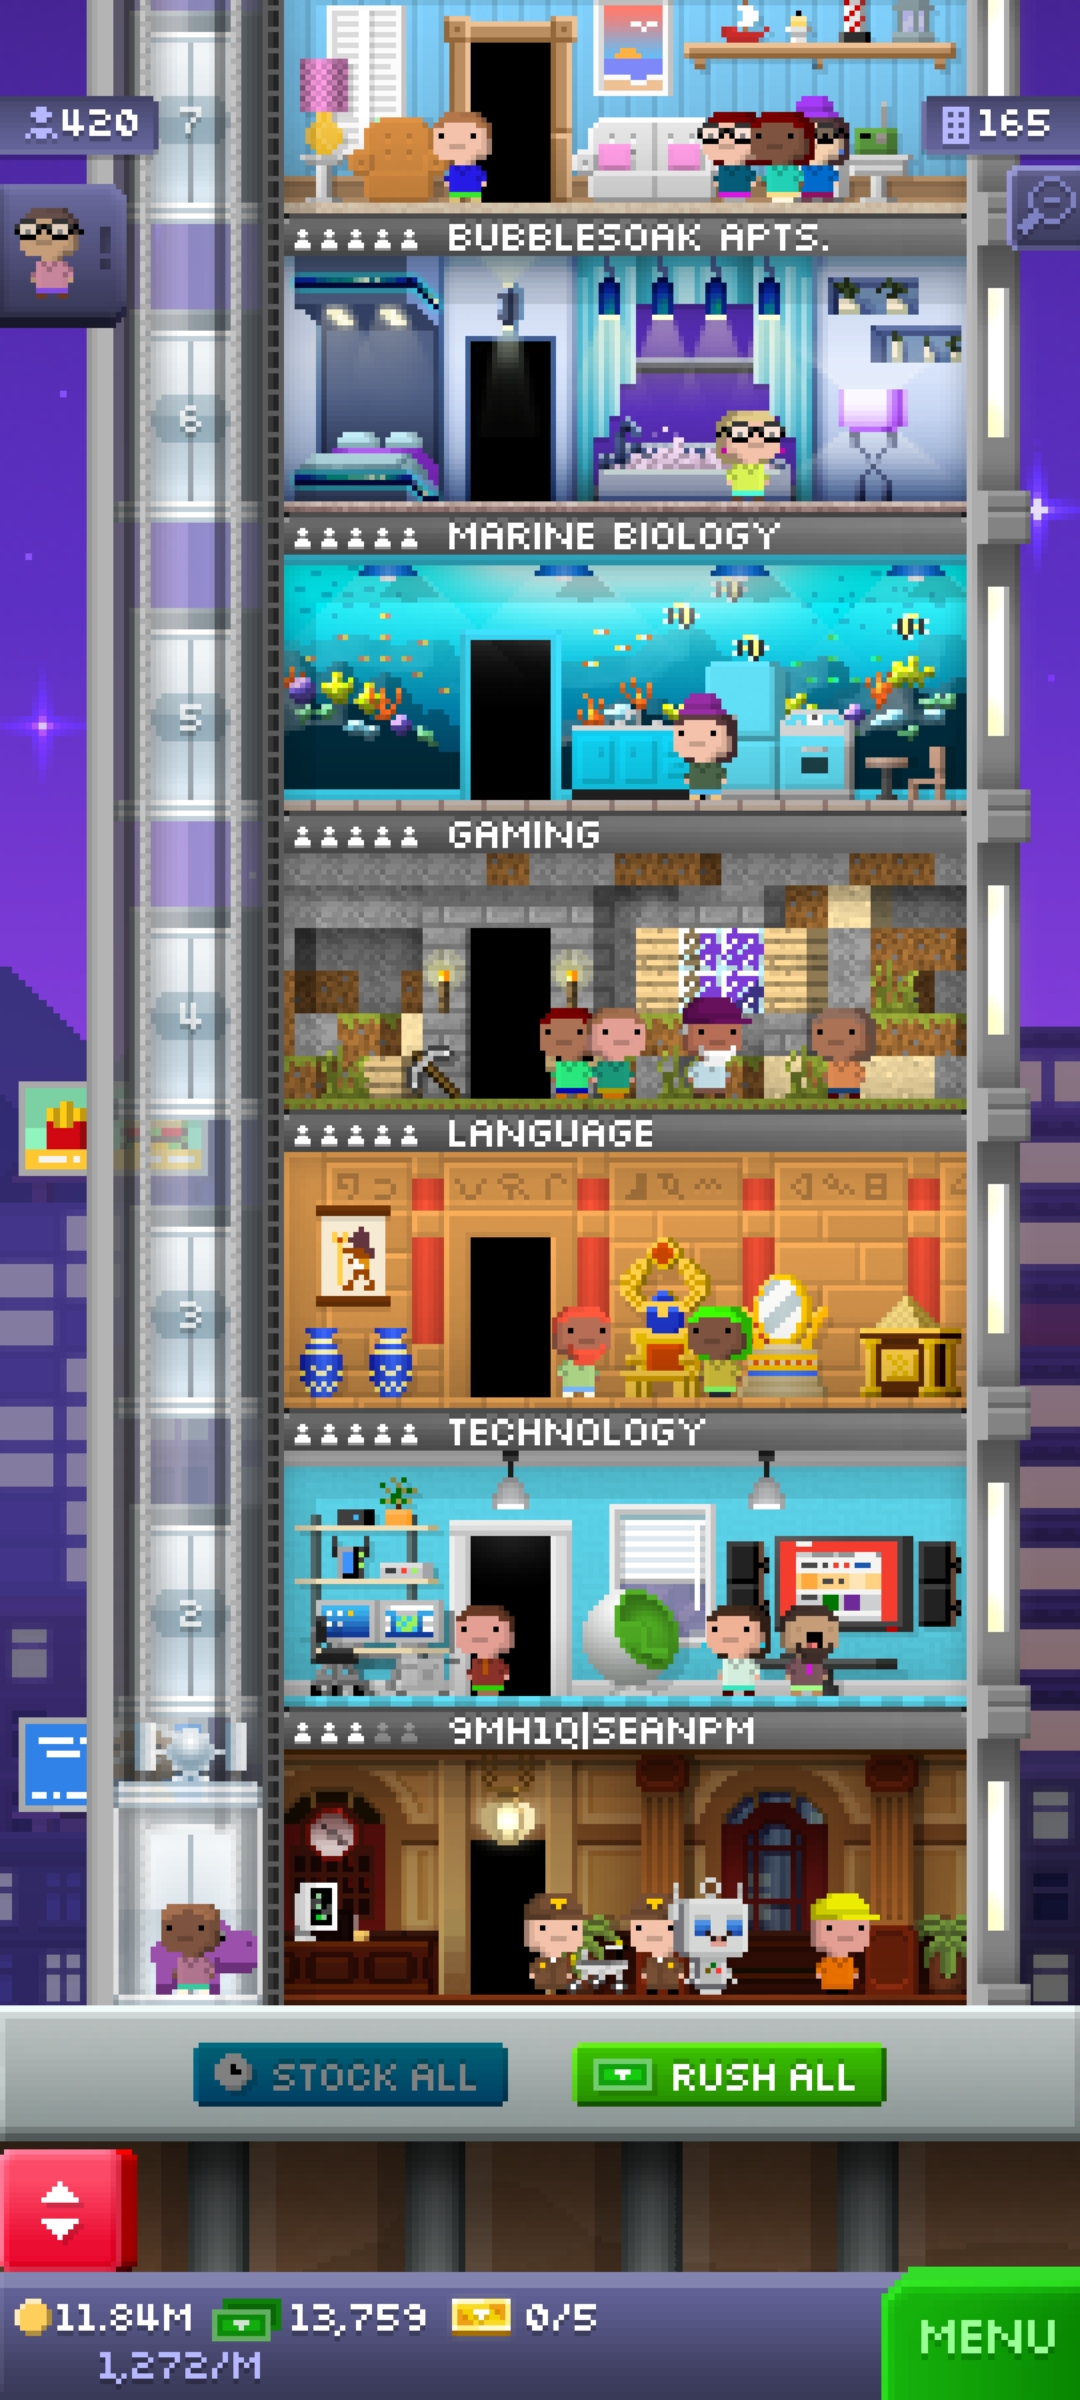 7
420
165
!
BUBBLESOAK APTS.
6
MARINE BIOLOGY
5
GAMING
4
LANGUAGE
3
TECHNOLOGY
2
9MH1Q|SEANPM
STOCK ALL
RUSH ALL
11.84M
13,759
0/5
1,272/M
MENU